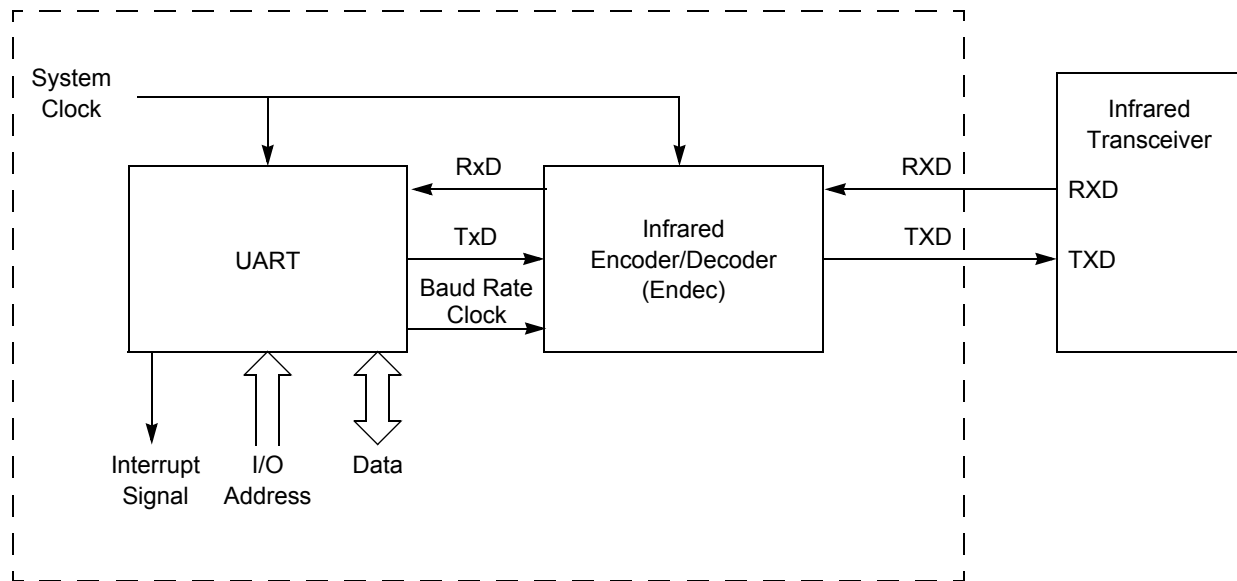 System
Clock
Infrared
Transceiver
RxD
RXD
RXD
TxD
TXD
TXD
UART
Infrared
Encoder/Decoder
(Endec)
Baud Rate
Clock
Interrupt
Signal
I/O
Address
Data